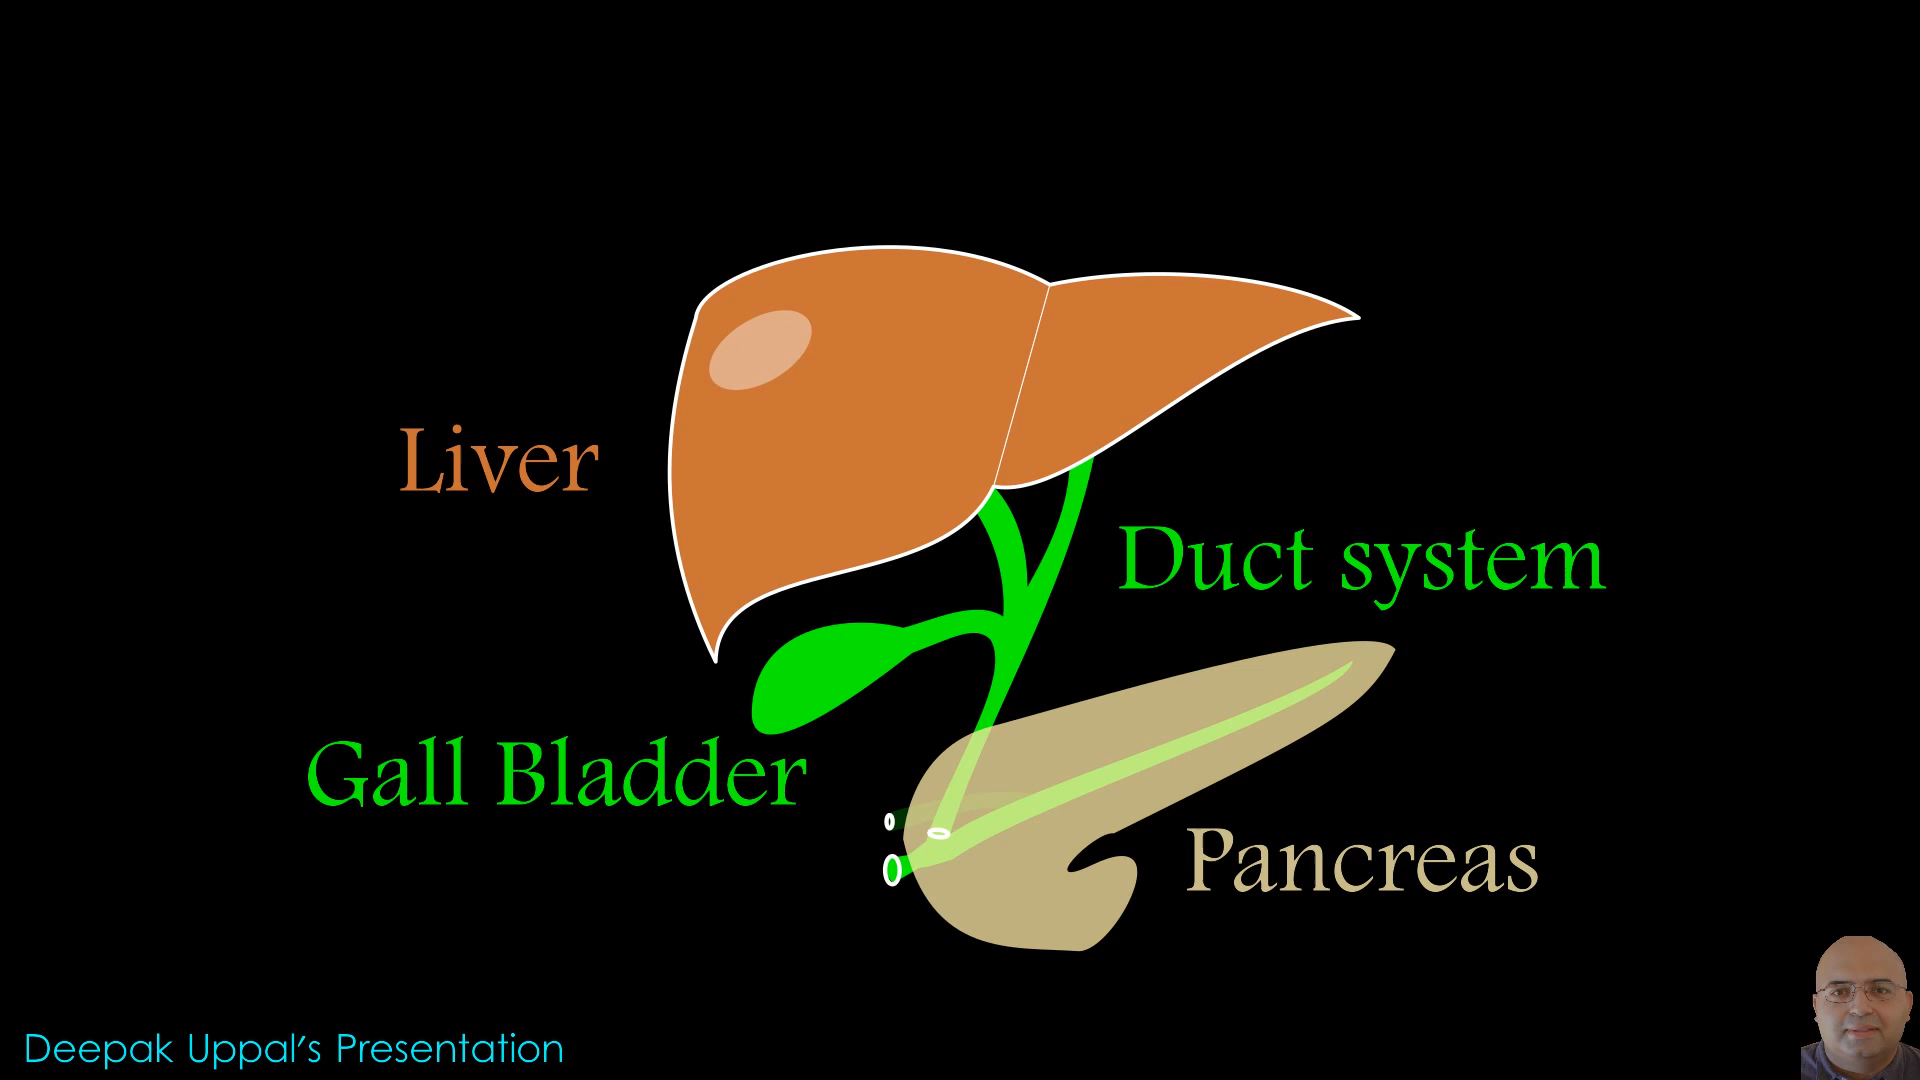 Liver
Duct system
Gall Bladder
Pancreas
Deepak Uppal's Presentation